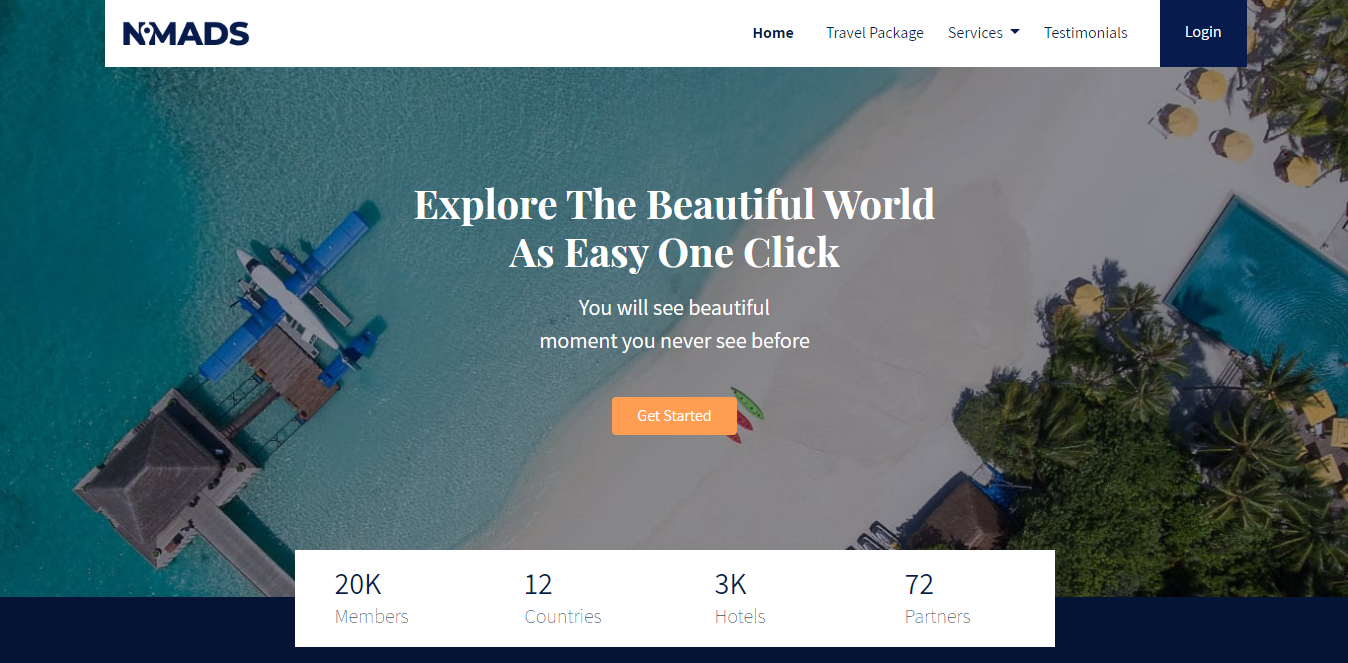 NOMADS
Home
Travel Package
Services
Testimonials
Login
Explore The Beautiful World
As Easy One Click
You will see beautiful
moment you never see before
Get Started
20K
Members
12
Countries
3K
Hotels
72
Partners